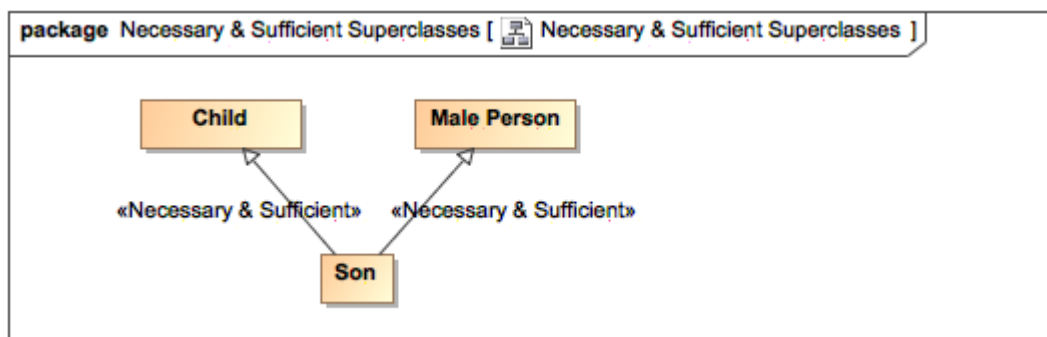 package Necessary & Sufficient Superclasses [ Necessary & Sufficient Superclasses ]
Child
Male Person
«Necessary & Sufficient»
«Necessary & Sufficient»
Son